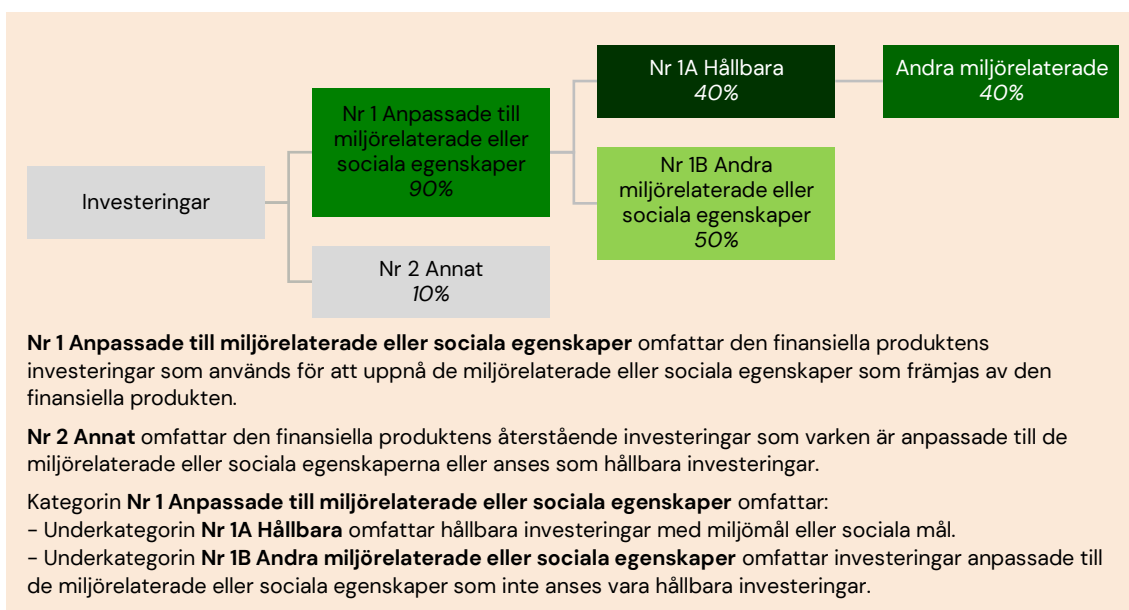 Nr 1A Hållbara
40%
Andra miljörelaterade
40%
Nr 1 Anpassade till
miljörelaterade eller
sociala egenskaper
90%
Nr 1B Andra
miljörelaterade eller
sociala egenskaper
50%
Investeringar
Nr 2 Annat
10%
Nr 1 Anpassade till miljörelaterade eller sociala egenskaper omfattar den finansiella produktens
investeringar som används för att uppnå de miljörelaterade eller sociala egenskaper som främjas av den
finansiella produkten.
Nr 2 Annat omfattar den finansiella produktens återstående investeringar som varken är anpassade till de
miljörelaterade eller sociala egenskaperna eller anses som hållbara investeringar.
Kategorin Nr 1 Anpassade till miljörelaterade eller sociala egenskaper omfattar:
– Underkategorin Nr 1A Hållbara omfattar hållbara investeringar med miljömål eller sociala mål.
– Underkategorin Nr 1B Andra miljörelaterade eller sociala egenskaper omfattar investeringar anpassade till
de miljörelaterade eller sociala egenskaper som inte anses vara hållbara investeringar.